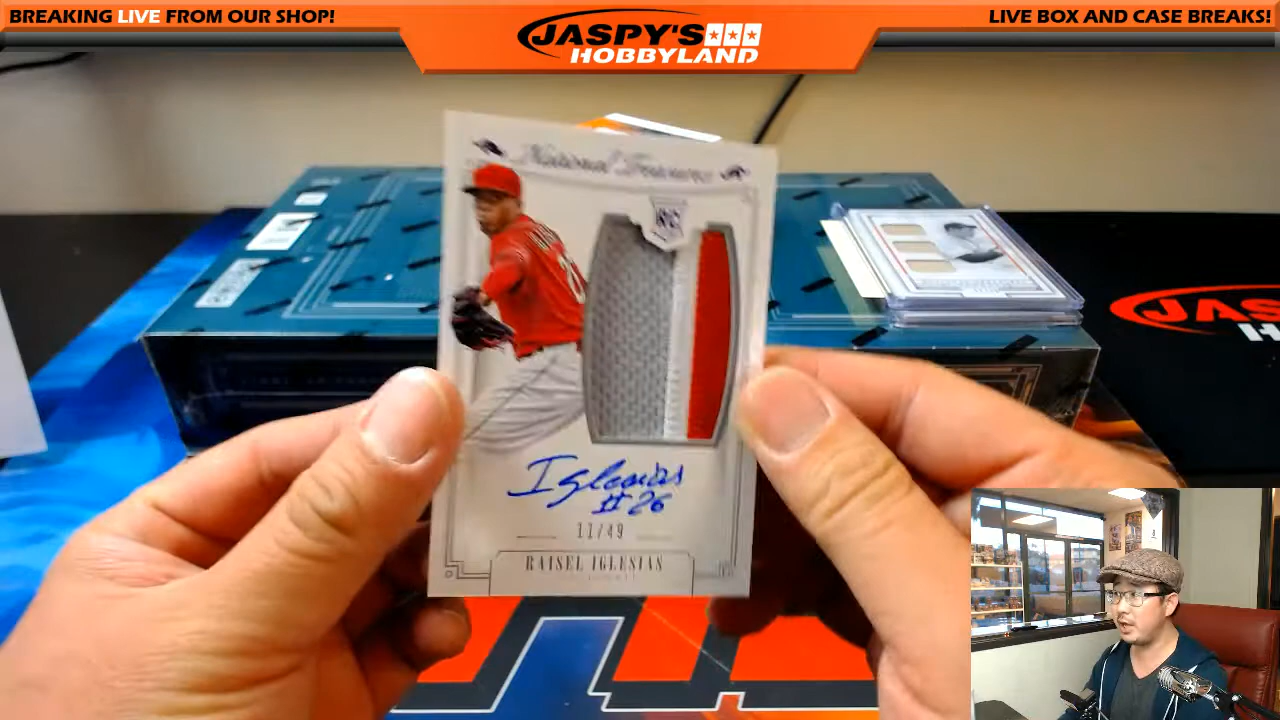 BREAKING LIVE FROM OUR SHOP!
JASPY'S
HOBBYLAND
LIVE BOX AND CASE BREAKS!
National Treasures
RC
Iglesias
#26
11/49
RAISEL IGLESIAS
JAS
H